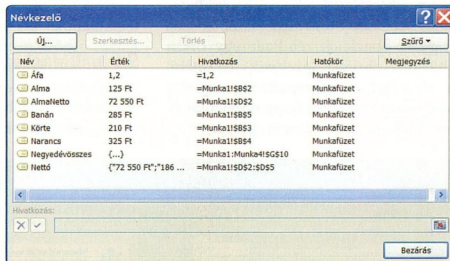 Névkezelő
Új... Szerkesztés... Törlés Szűrő
Név Érték Hivatkozás Hatókör Megjegyzés
Áfa 1,2 =1,2 Munkafüzet
Alma 125 Ft =Munka1!$B$2 Munkafüzet
AlmaNetto 72 550 Ft =Munka1!$D$2 Munkafüzet
Banán 285 Ft =Munka1!$B$5 Munkafüzet
Körte 210 Ft =Munka1!$B$3 Munkafüzet
Narancs 325 Ft =Munka1!$B$4 Munkafüzet
Negyedévösszes {...} =Munka1:Munka4!$G$10 Munkafüzet
Nettó {"72 550 Ft";"186 ... =Munka1!$D$2:$D$5 Munkafüzet
Hivatkozás:
Bezárás